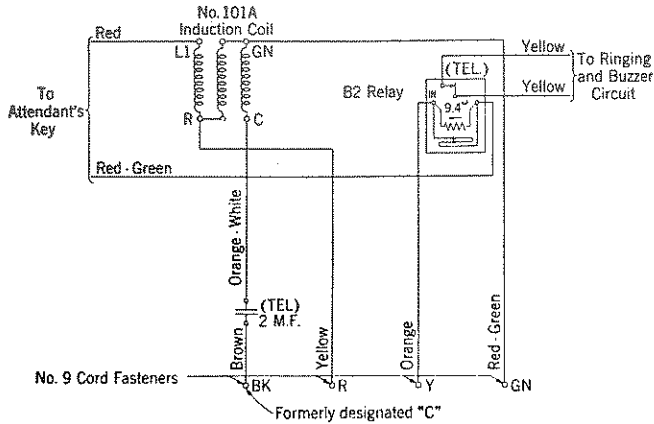 No. 101A
Induction Coil
Red
L1
GN
Yellow
(TEL.)
To Ringing
and Buzzer
Circuit
Yellow
B2 Relay
IN
9.4ω
To
Attendant's
Key
R
C
Red - Green
Orange - White
(TEL)
2 M.F.
Brown
Yellow
Orange
Red - Green
No. 9 Cord Fasteners
BK
R
Y
GN
Formerly designated "C"